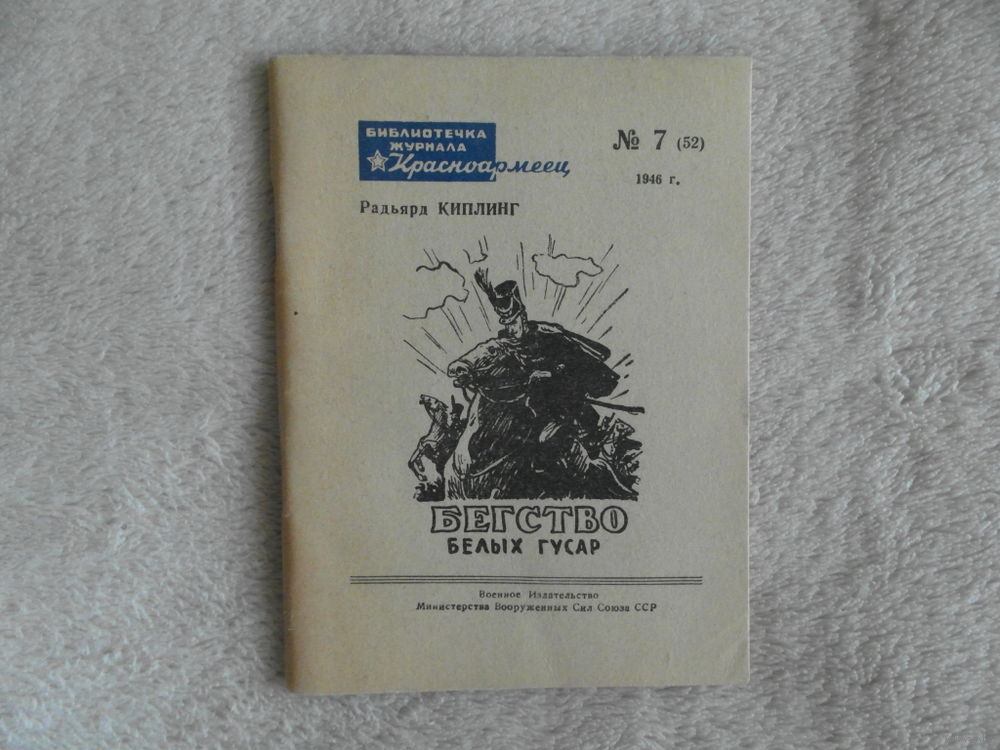 БИБЛИОТЕЧКА
ЖУРНАЛА
Красноармеец
№ 7 (52)
1946 г.
Радьярд КИПЛИНГ
БЕГСТВО
БЕЛЫХ ГУСАР
Военное Издательство
Министерства Вооруженных Сил Союза ССР